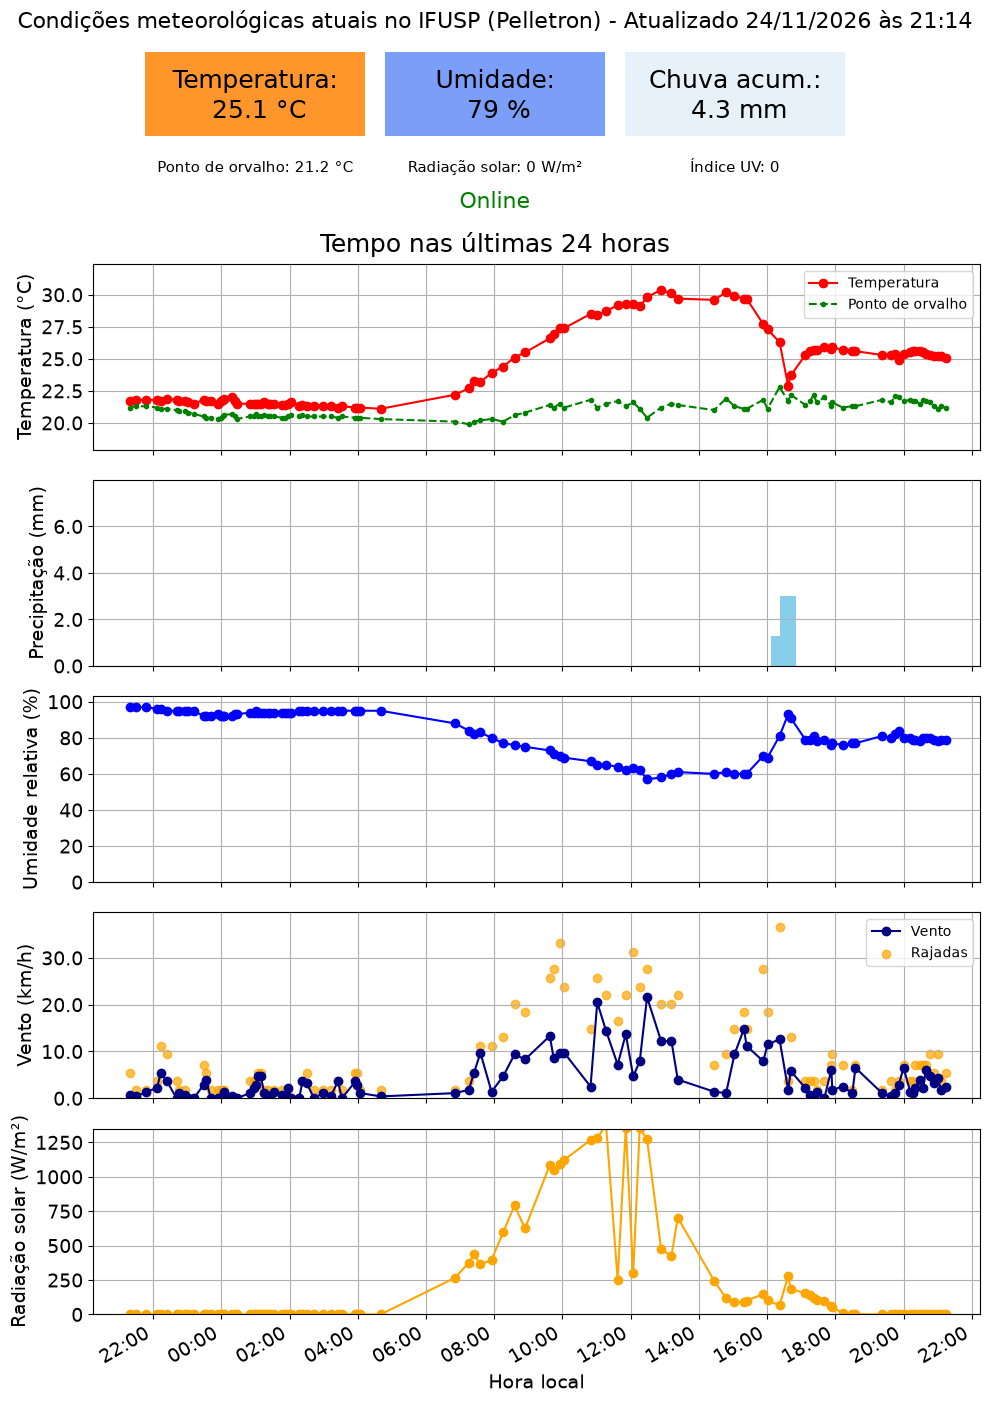 Condições meteorológicas atuais no IFUSP (Pelletron) - Atualizado 24/11/2026 às 21:14
Temperatura:
25.1 °C
Umidade:
79 %
Chuva acum.:
4.3 mm
Ponto de orvalho: 21.2 °C
Radiação solar: 0 W/m²
Índice UV: 0
Online
Tempo nas últimas 24 horas
Temperatura (°C)
30.0
27.5
25.0
22.5
20.0
Temperatura
Ponto de orvalho
Precipitação (mm)
6.0
4.0
2.0
0.0
Umidade relativa (%)
100
80
60
40
20
0
Vento (km/h)
30.0
20.0
10.0
0.0
Vento
Rajadas
Radiação solar (W/m²)
1250
1000
750
500
250
0
22:00
00:00
02:00
04:00
06:00
08:00
10:00
12:00
14:00
16:00
18:00
20:00
22:00
Hora local